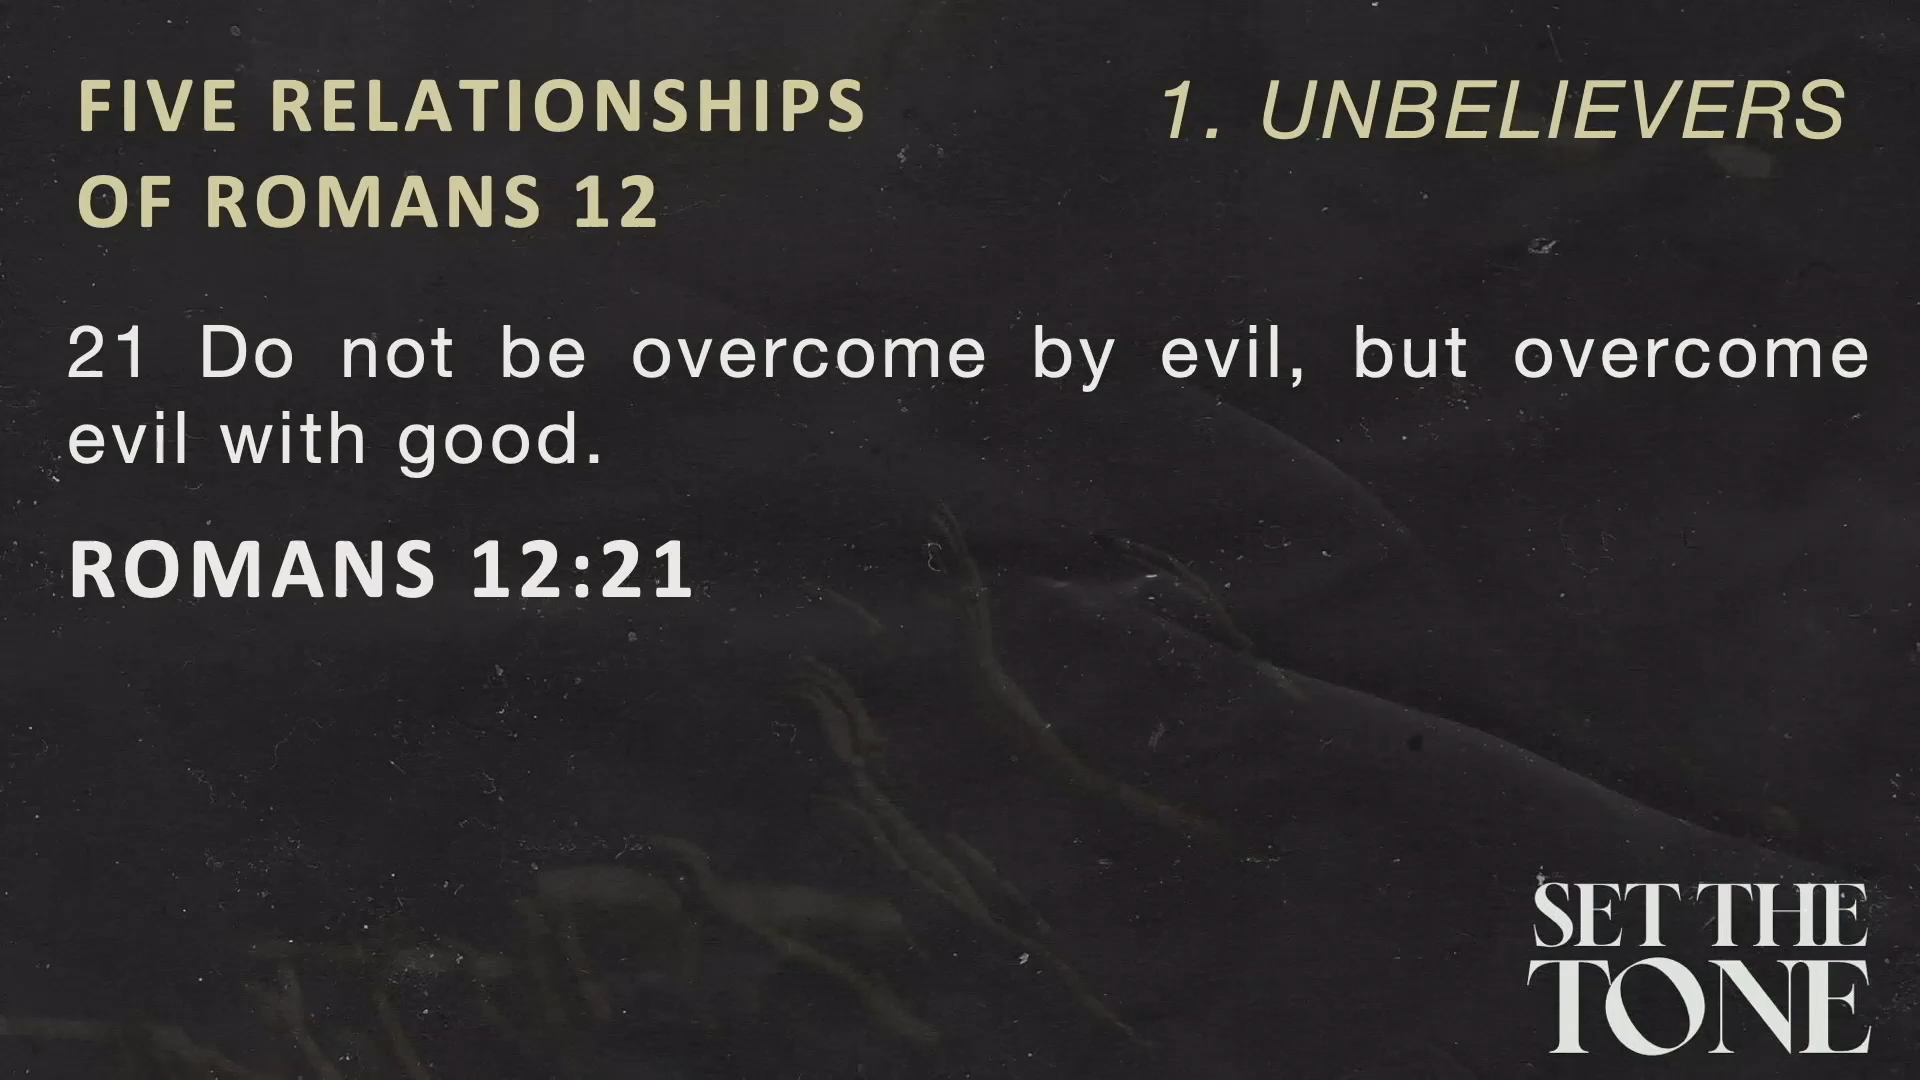 FIVE RELATIONSHIPS
OF ROMANS 12
1. UNBELIEVERS
21 Do not be overcome by evil, but overcome
evil with good.
ROMANS 12:21
SET THE
TONE